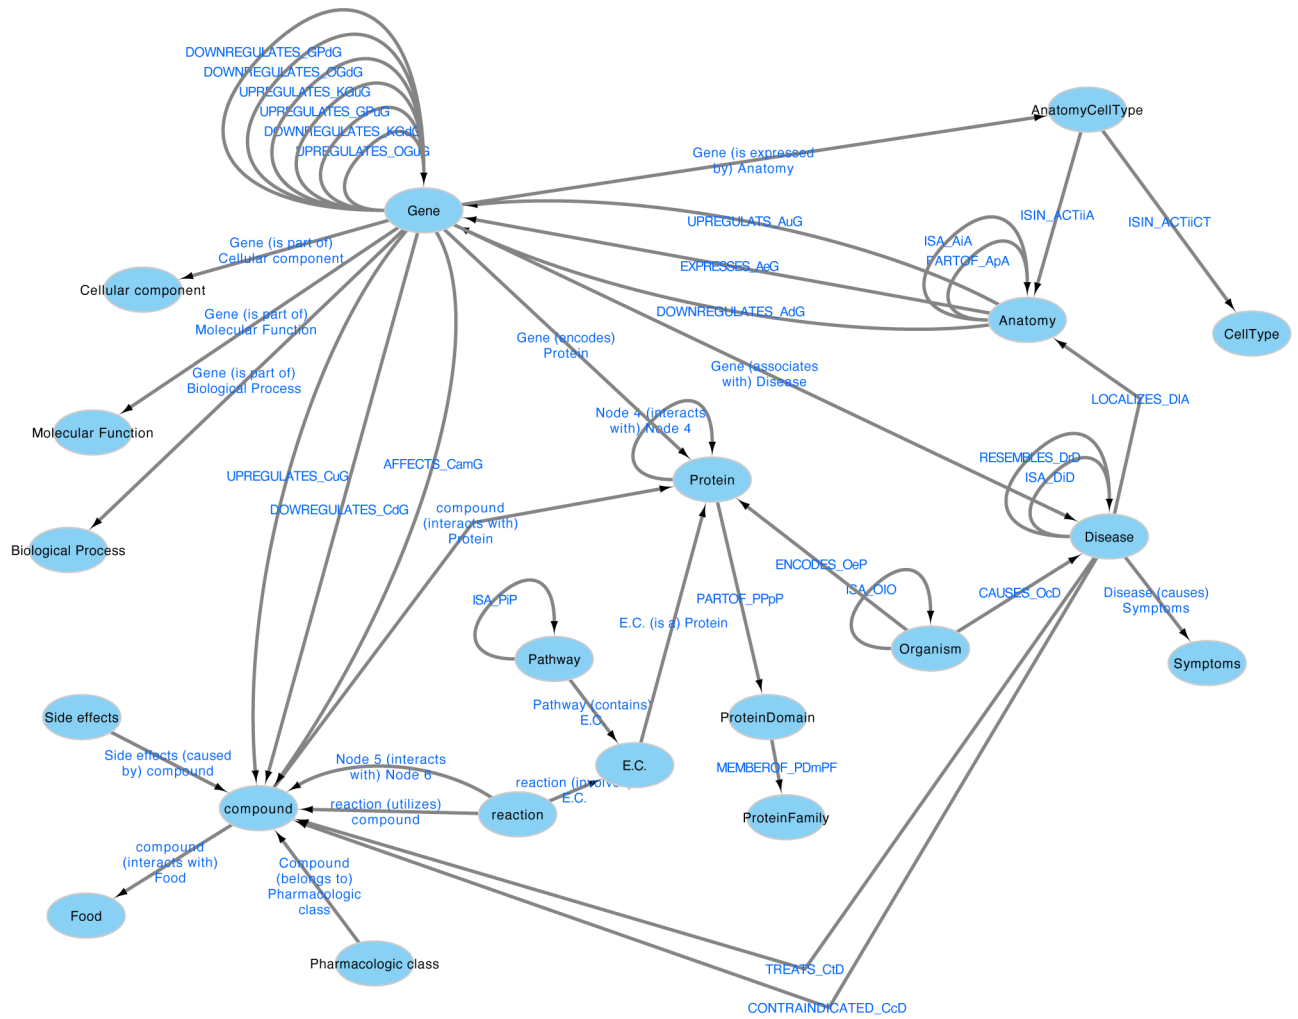 DOWNREGULATES_GPdG
DOWNREGULATES_OGdG
UPREGULATES_KGuG
UPREGULATES_GPuG
DOWNREGULATES_KGdG
UPREGULATES_OGuG
AnatomyCellType
Gene (is expressed
by) Anatomy
Gene
UPREGULATS_AuG
ISIN_ACTiiA
ISIN_ACTiiCT
ISA_AiA
PARTOF_ApA
Gene (is part of)
Cellular component
EXPRESSES_AeG
Cellular component
DOWNREGULATES_AdG
Anatomy
CellType
Gene (is part of)
Molecular Function
Gene (encodes)
Protein
Gene (associates
with) Disease
Gene (is part of)
Biological Process
LOCALIZES_DlA
Node 4 (interacts
with) Node 4
Molecular Function
RESEMBLES_DrD
ISA_DiD
AFFECTS_CamG
UPREGULATES_CuG
Protein
DOWREGULATES_CdG
compound
(interacts with)
Protein
Disease
Biological Process
ENCODES_OeP
ISA_OIO
CAUSES_OcD
Disease (causes)
Symptoms
ISA_PiP
PARTOF_PPpP
E.C. (is a) Protein
Organism
Pathway
Symptoms
Pathway (contains)
E.C.
Side effects
ProteinDomain
Side effects (caused
by) compound
Node 5 (interacts
with) Node 6
E.C.
MEMBEROF_PDmPF
reaction (involves)
E.C.
compound
reaction (utilizes)
compound
reaction
ProteinFamily
compound
(interacts with)
Food
Compound
(belongs to)
Pharmacologic
class
Food
Pharmacologic class
TREATS_CtD
CONTRAINDICATED_CcD